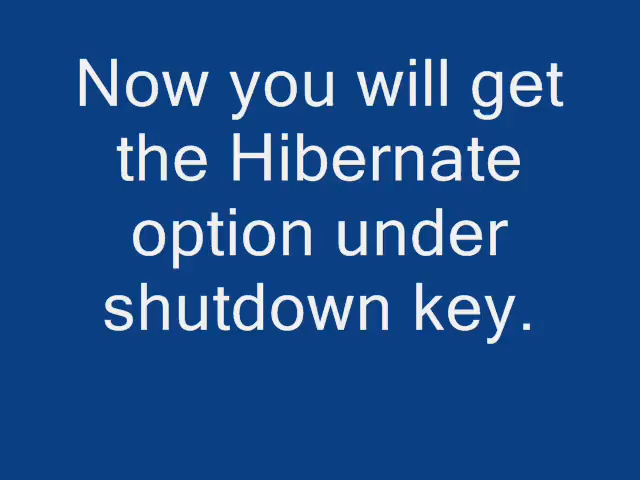 Now you will get
the Hibernate
option under
shutdown key.